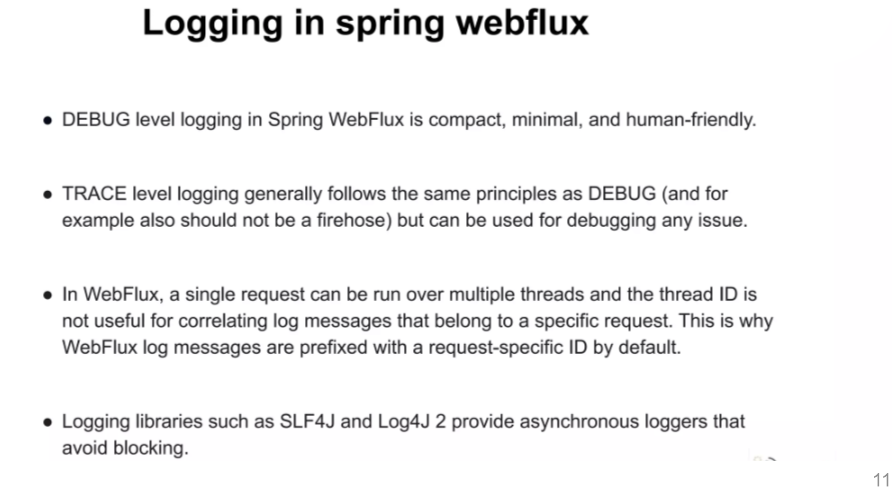 Logging in spring webflux
● DEBUG level logging in Spring WebFlux is compact, minimal, and human-friendly.
● TRACE level logging generally follows the same principles as DEBUG (and for
example also should not be a firehose) but can be used for debugging any issue.
● In WebFlux, a single request can be run over multiple threads and the thread ID is
not useful for correlating log messages that belong to a specific request. This is why
WebFlux log messages are prefixed with a request-specific ID by default.
● Logging libraries such as SLF4J and Log4J 2 provide asynchronous loggers that
avoid blocking.
11